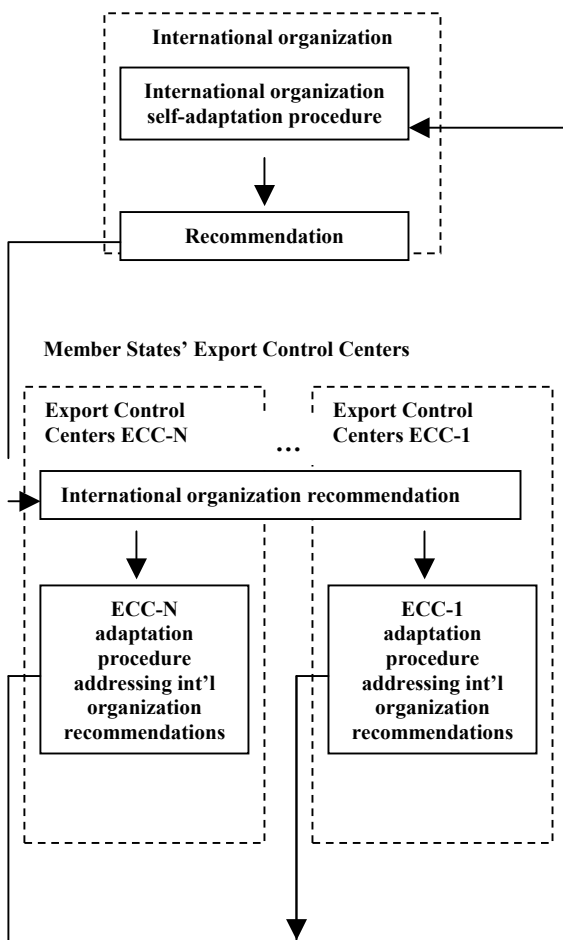 International organization
International organization
self-adaptation procedure
Recommendation
Member States’ Export Control Centers
Export Control
Centers ECC-N
...
Export Control
Centers ECC-1
International organization recommendation
ECC-N
adaptation
procedure
addressing int’l
organization
recommendations
ECC-1
adaptation
procedure
addressing int’l
organization
recommendations